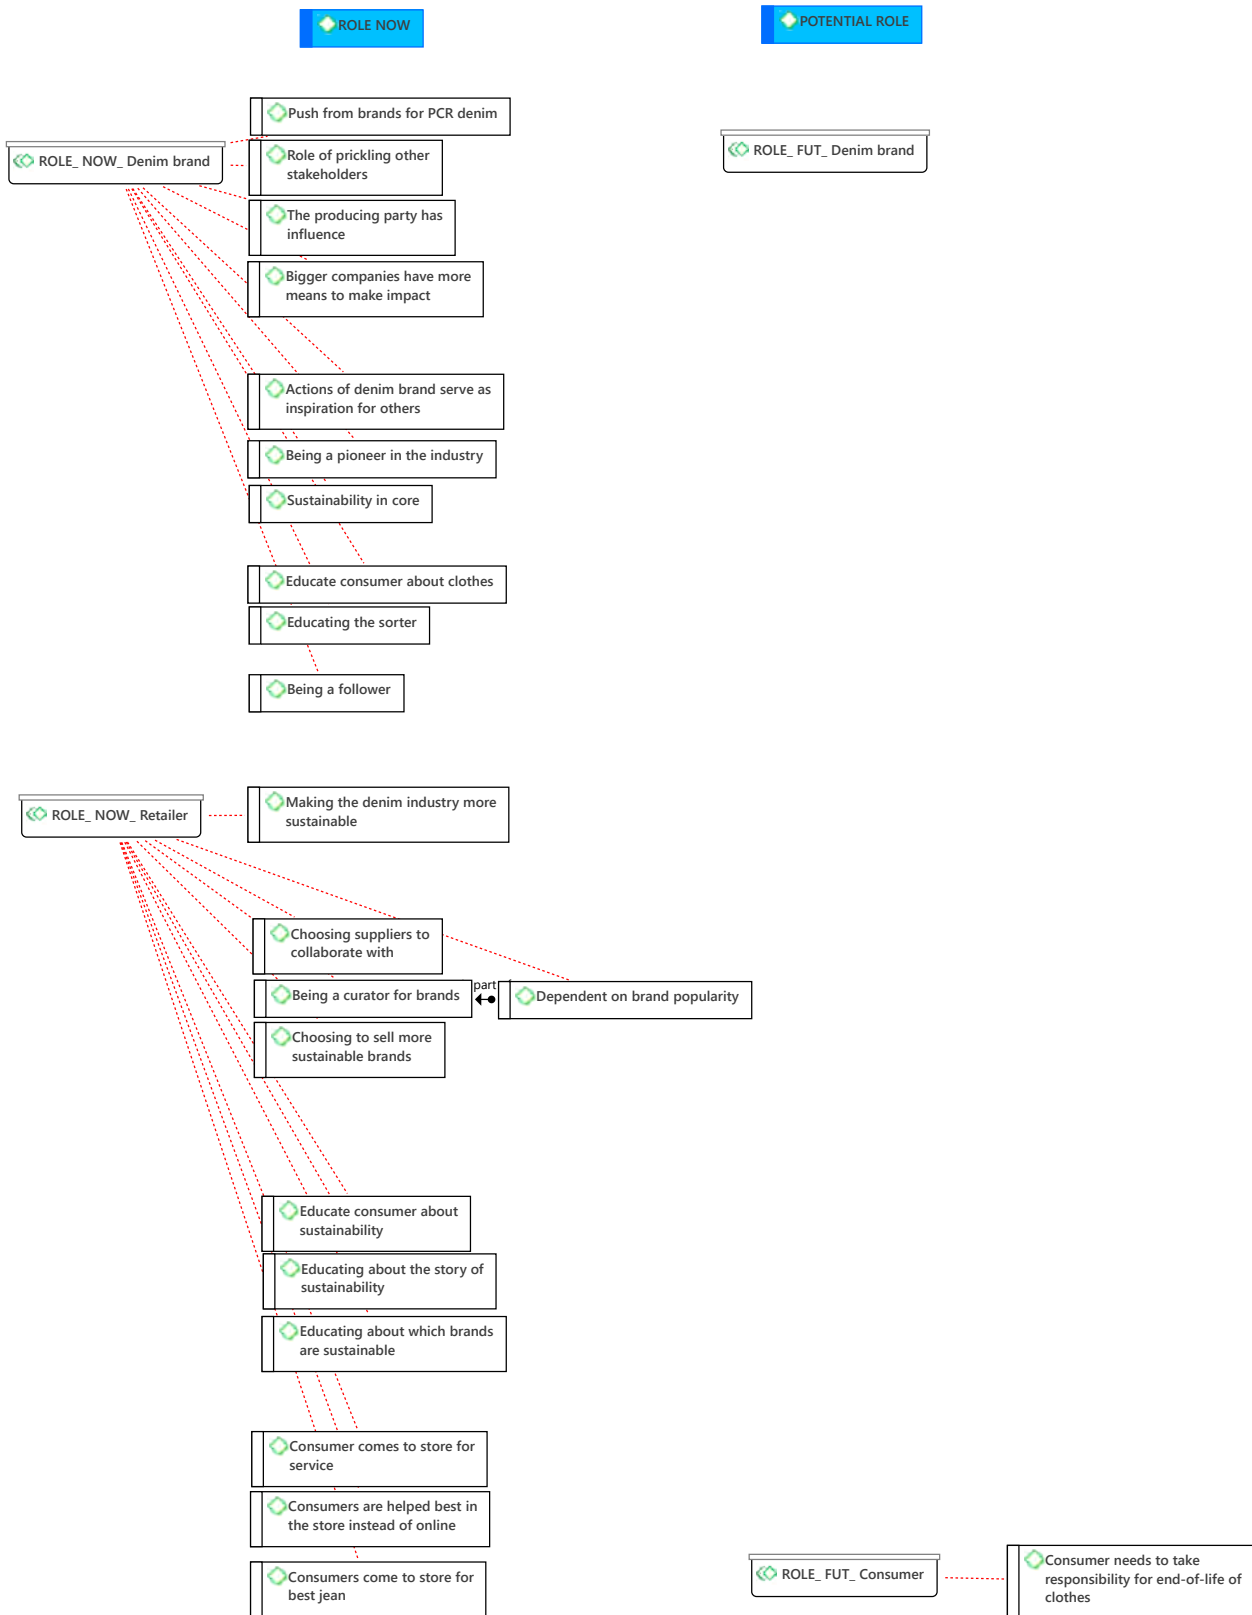 ROLE NOW
POTENTIAL ROLE
Push from brands for PCR denim
ROLE_ NOW_ Denim brand
ROLE_ FUT_ Denim brand
Role of prickling other
stakeholders
The producing party has
influence
Bigger companies have more
means to make impact
Actions of denim brand serve as
inspiration for others
Being a pioneer in the industry
Sustainability in core
Educate consumer about clothes
Educating the sorter
Being a follower
ROLE_ NOW_ Retailer
Making the denim industry more
sustainable
Choosing suppliers to
collaborate with
Being a curator for brands
part
Dependent on brand popularity
Choosing to sell more
sustainable brands
Educate consumer about
sustainability
Educating about the story of
sustainability
Educating about which brands
are sustainable
Consumer comes to store for
service
Consumers are helped best in
the store instead of online
Consumers come to store for
best jean
ROLE_ FUT_ Consumer
Consumer needs to take
responsibility for end-of-life of
clothes